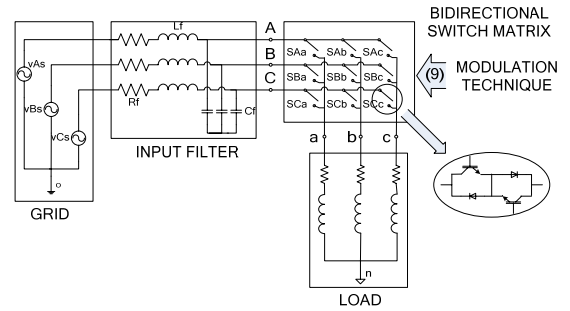 BIDIRECTIONAL
SWITCH MATRIX
(9)
MODULATION
TECHNIQUE
Lf
A
B
C
SAa SAb SAc
SBa SBb SBc
SCa SCb SCc
vAs
vBs
vCs
Rf
Cf
INPUT FILTER
o
GRID
a b c
n
LOAD